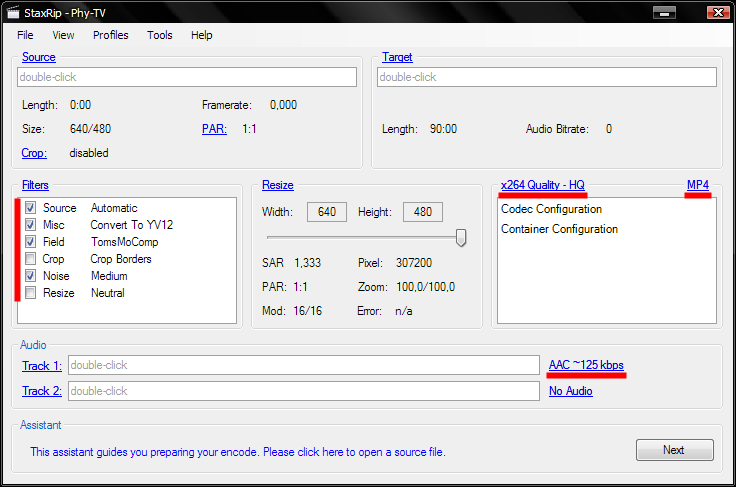 StaxRip - Phy-TV
File View Profiles Tools Help
Source
double-click
Length: 0:00 Framerate: 0,000
Size: 640/480 PAR: 1:1
Crop: disabled
Target
double-click
Length: 90:00 Audio Bitrate: 0
Filters
Source Automatic
Misc Convert To YV12
Field TomsMoComp
Crop Crop Borders
Noise Medium
Resize Neutral
Resize
Width: 640 Height: 480
SAR 1,333 Pixel: 307200
PAR: 1:1 Zoom: 100,0/100,0
Mod: 16/16 Error: n/a
x264 Quality - HQ MP4
Codec Configuration
Container Configuration
Audio
Track 1: double-click AAC ~125 kbps
Track 2: double-click No Audio
Assistant
This assistant guides you preparing your encode. Please click here to open a source file.
Next